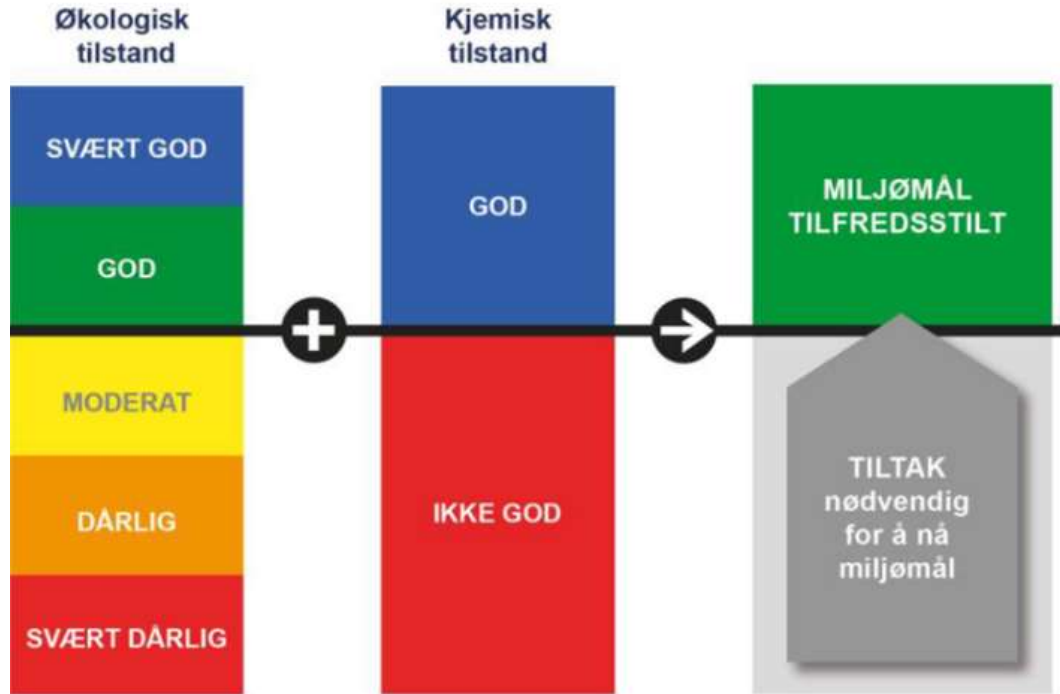 Økologisk
tilstand
SVÆRT GOD
GOD
MODERAT
DÅRLIG
SVÆRT DÅRLIG
Kjemisk
tilstand
GOD
IKKE GOD
MILJØMÅL
TILFREDSSTILT
TILTAK
nødvendig
for å nå
miljømål